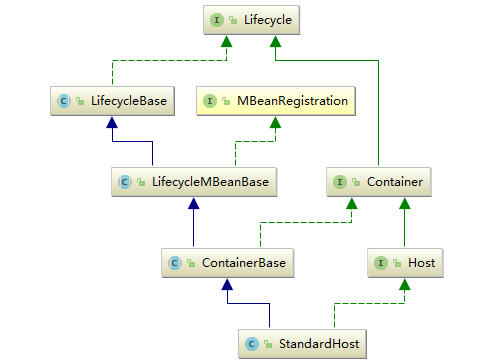 I Lifecycle
C LifecycleBase
I MBeanRegistration
C LifecycleMBeanBase
I Container
C ContainerBase
I Host
C StandardHost